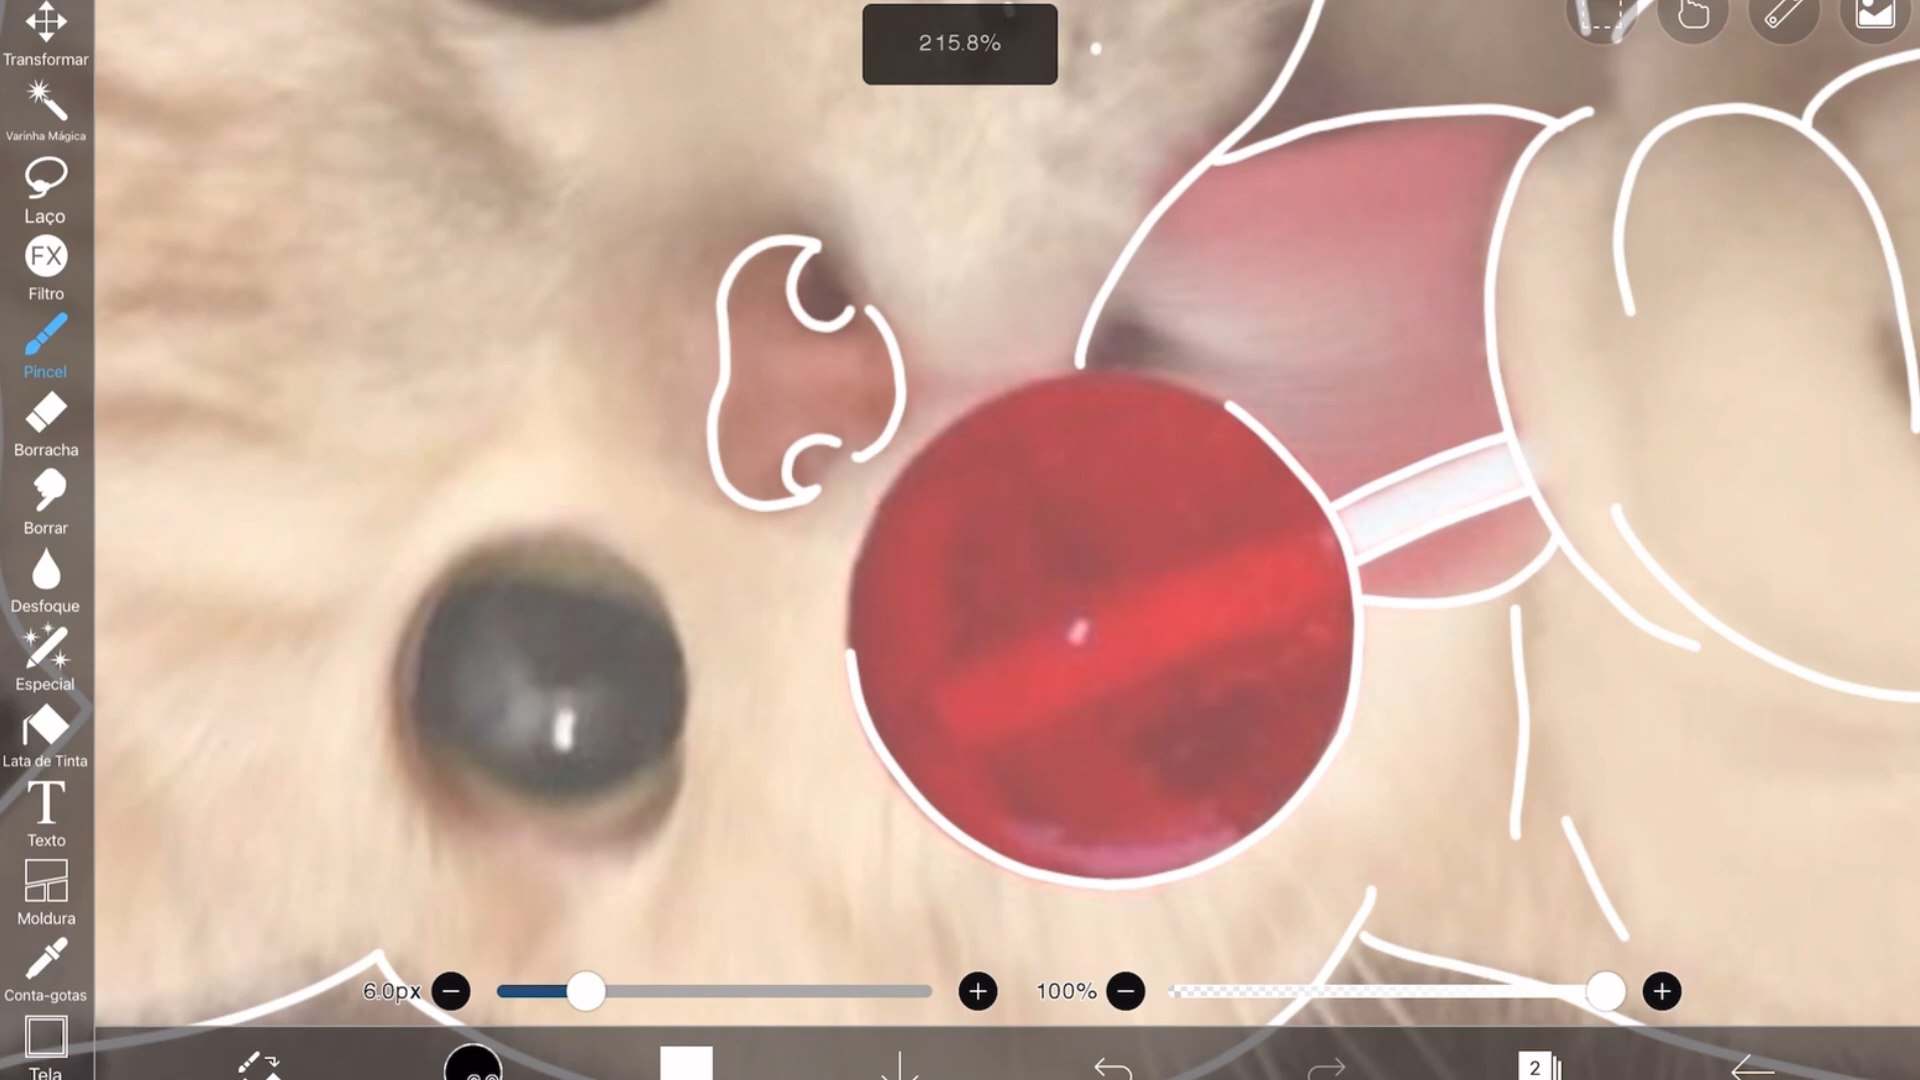 215.8%
Transformar
Varinha Mágica
Laço
FX
Filtro
Pincel
Borracha
Borrar
Desfoque
Especial
Lata de Tinta
T
Texto
Moldura
Conta-gotas
6.0px
100%
Tela
2